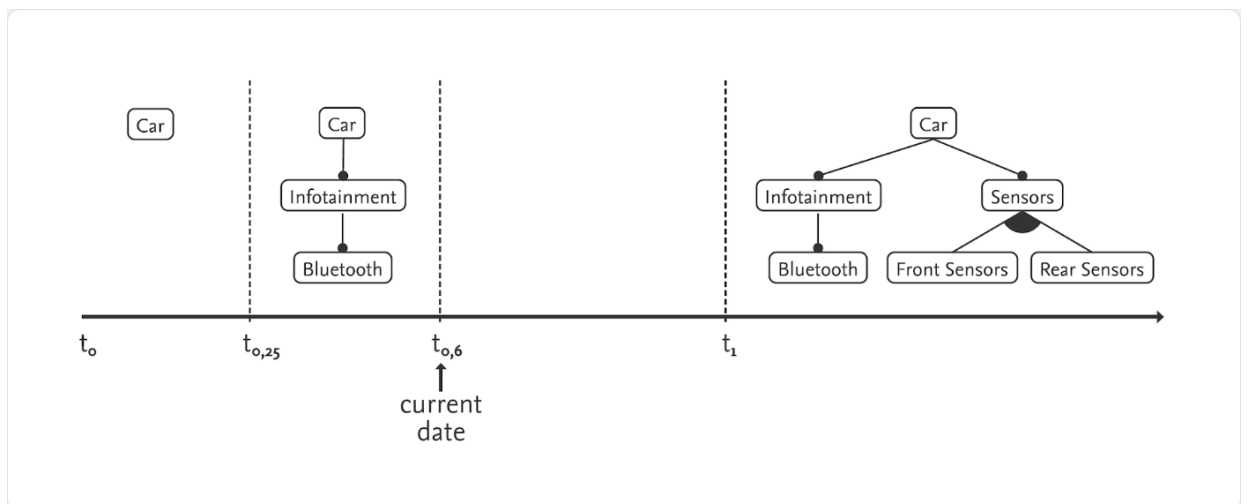 Car
Car
Infotainment
Bluetooth
Car
Infotainment
Sensors
Bluetooth
Front Sensors
Rear Sensors
t₀
t₀,₂₅
t₀,₆
t₁
current
date